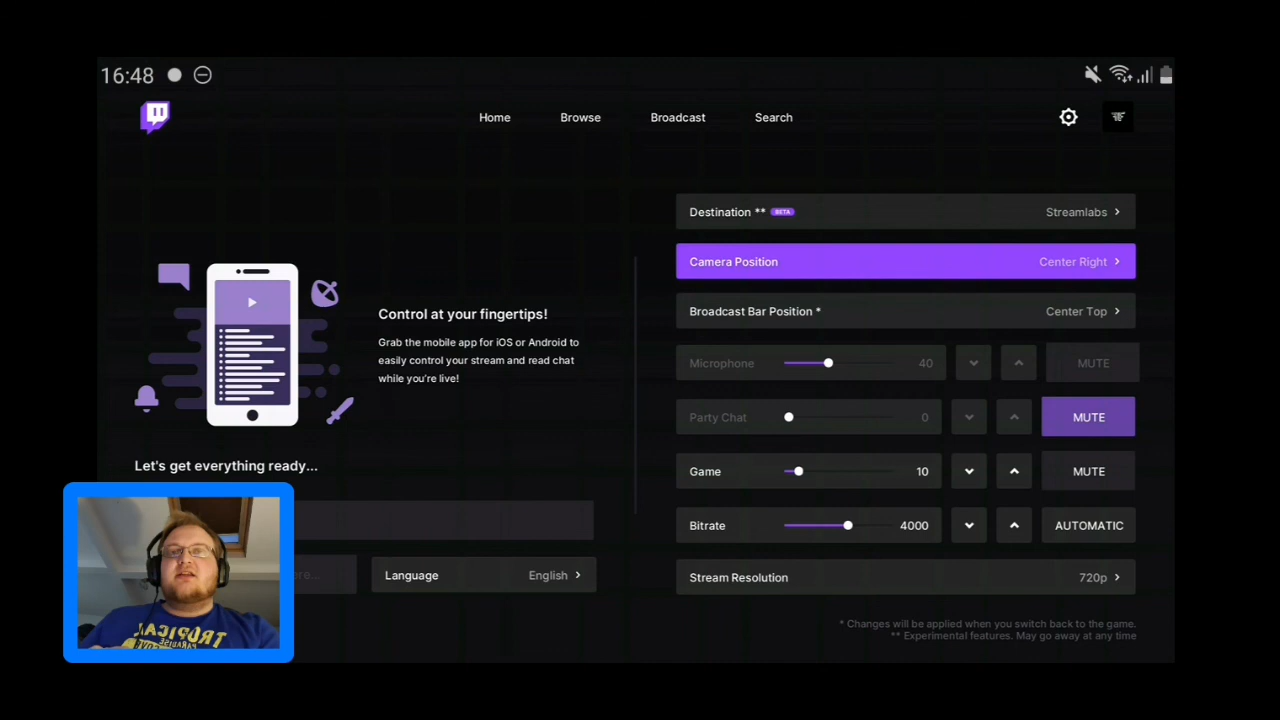 16:48
Home Browse Broadcast Search
Destination ** BETA Streamlabs
Camera Position Center Right
Broadcast Bar Position * Center Top
Control at your fingertips!
Grab the mobile app for iOS or Android to
easily control your stream and read chat
while you're live!
Microphone 40 MUTE
Party Chat 0 MUTE
Let's get everything ready...
Game 10 MUTE
Bitrate 4000 AUTOMATIC
Language English
Stream Resolution 720p
* Changes will be applied when you switch back to the game.
** Experimental features. May go away at any time
TROPICAL
PARADISE